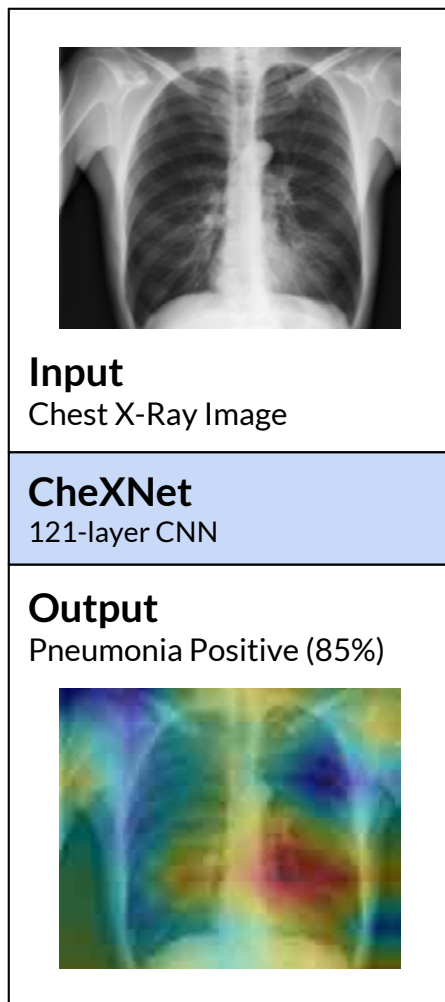 Input
Chest X-Ray Image
CheXNet
121-layer CNN
Output
Pneumonia Positive (85%)